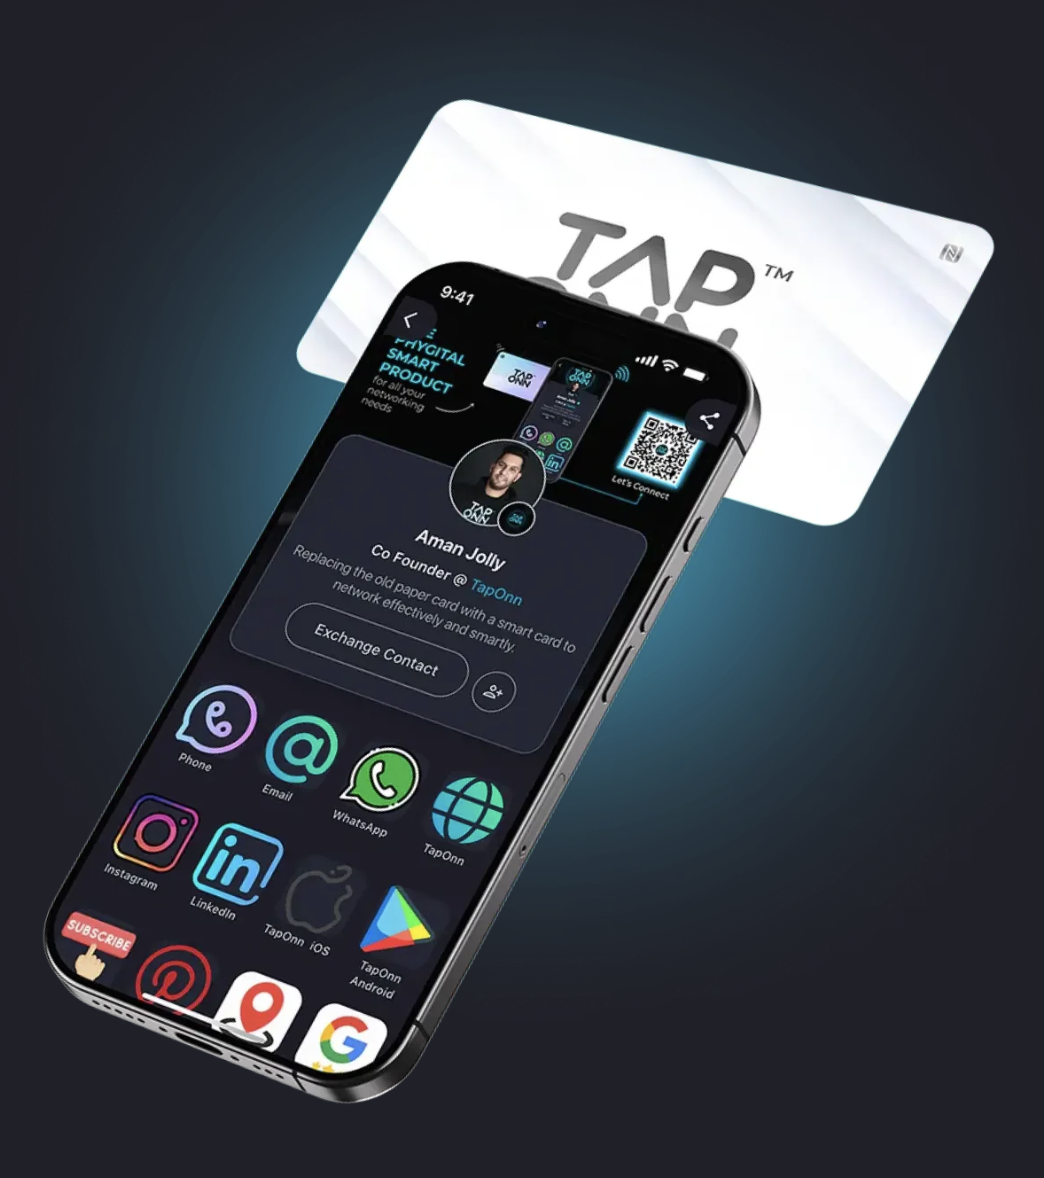 TAP™
ONN
9:41
PHYGITAL
SMART
PRODUCT
for all your
networking
needs
TAP
ONN
Let's Connect
TAP
ONN
Aman Jolly
Co Founder @ TapOnn
Replacing the old paper card with a smart card to
network effectively and smartly.
Exchange Contact
Phone
Email
WhatsApp
TapOnn
Instagram
in
LinkedIn
TapOnn iOS
TapOnn
Android
SUBSCRIBE
G